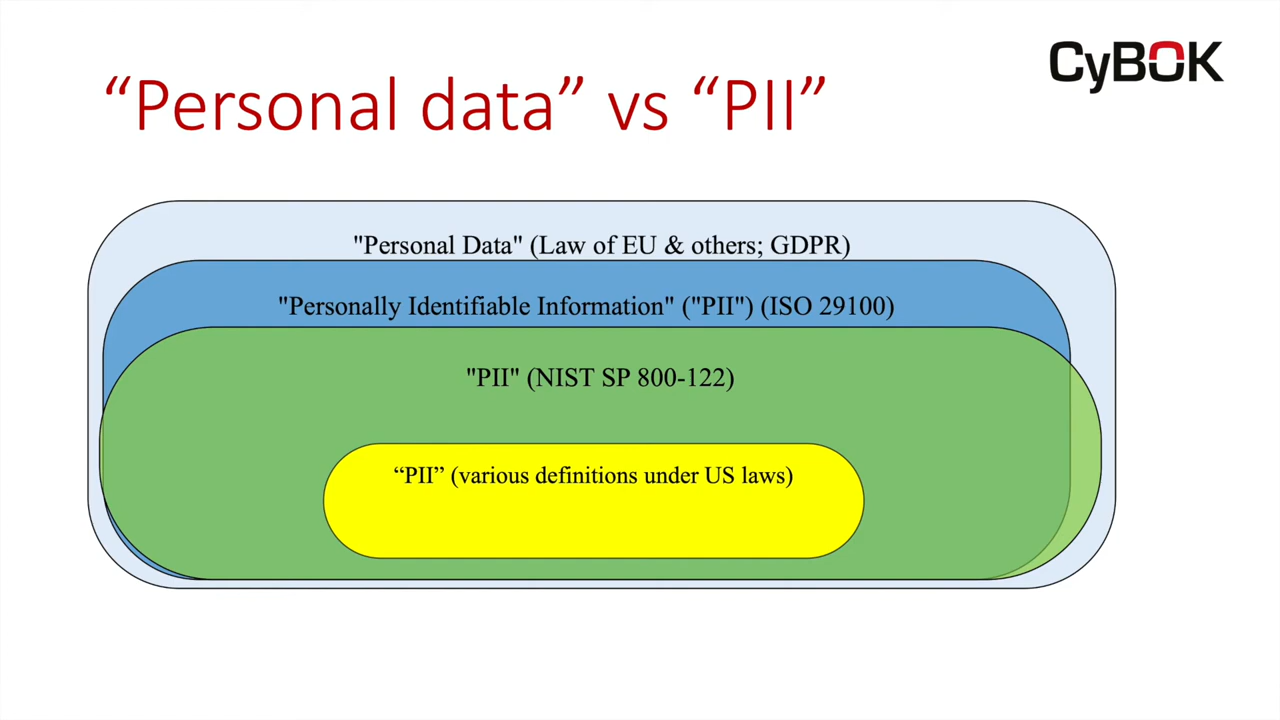 CyBOK
“Personal data” vs “PII”
"Personal Data" (Law of EU & others; GDPR)
"Personally Identifiable Information" ("PII") (ISO 29100)
"PII" (NIST SP 800-122)
“PII” (various definitions under US laws)